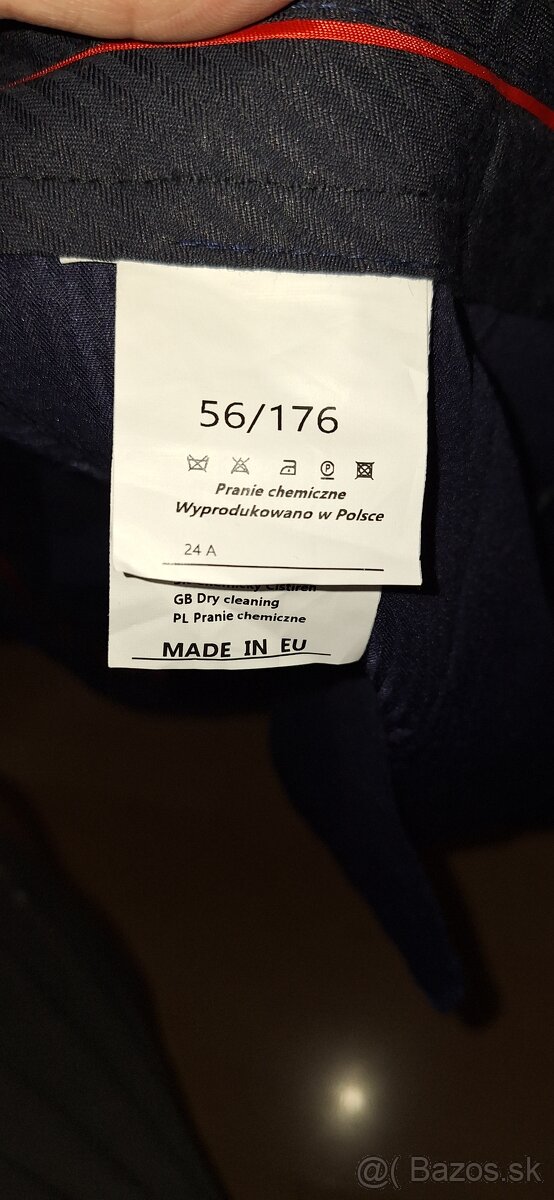 56/176
P
Pranie chemiczne
Wyprodukowano w Polsce
24 A
GB Dry cleaning
PL Pranie chemiczne
MADE IN EU
@( Bazos.sk